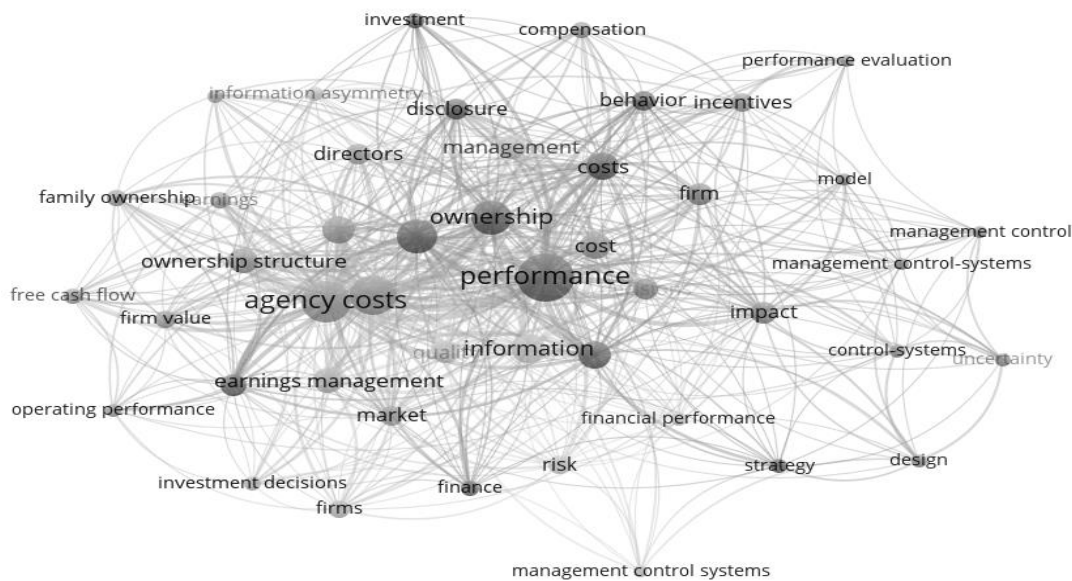 investment
compensation
performance evaluation
information asymmetry
disclosure
behavior
incentives
management
directors
costs
model
family ownership
earnings
firm
ownership
management control
cost
ownership structure
management control-systems
performance
free cash flow
agency costs
firm value
impact
information
control-systems
uncertainty
earnings management
operating performance
market
financial performance
risk
strategy
design
investment decisions
finance
firms
management control systems